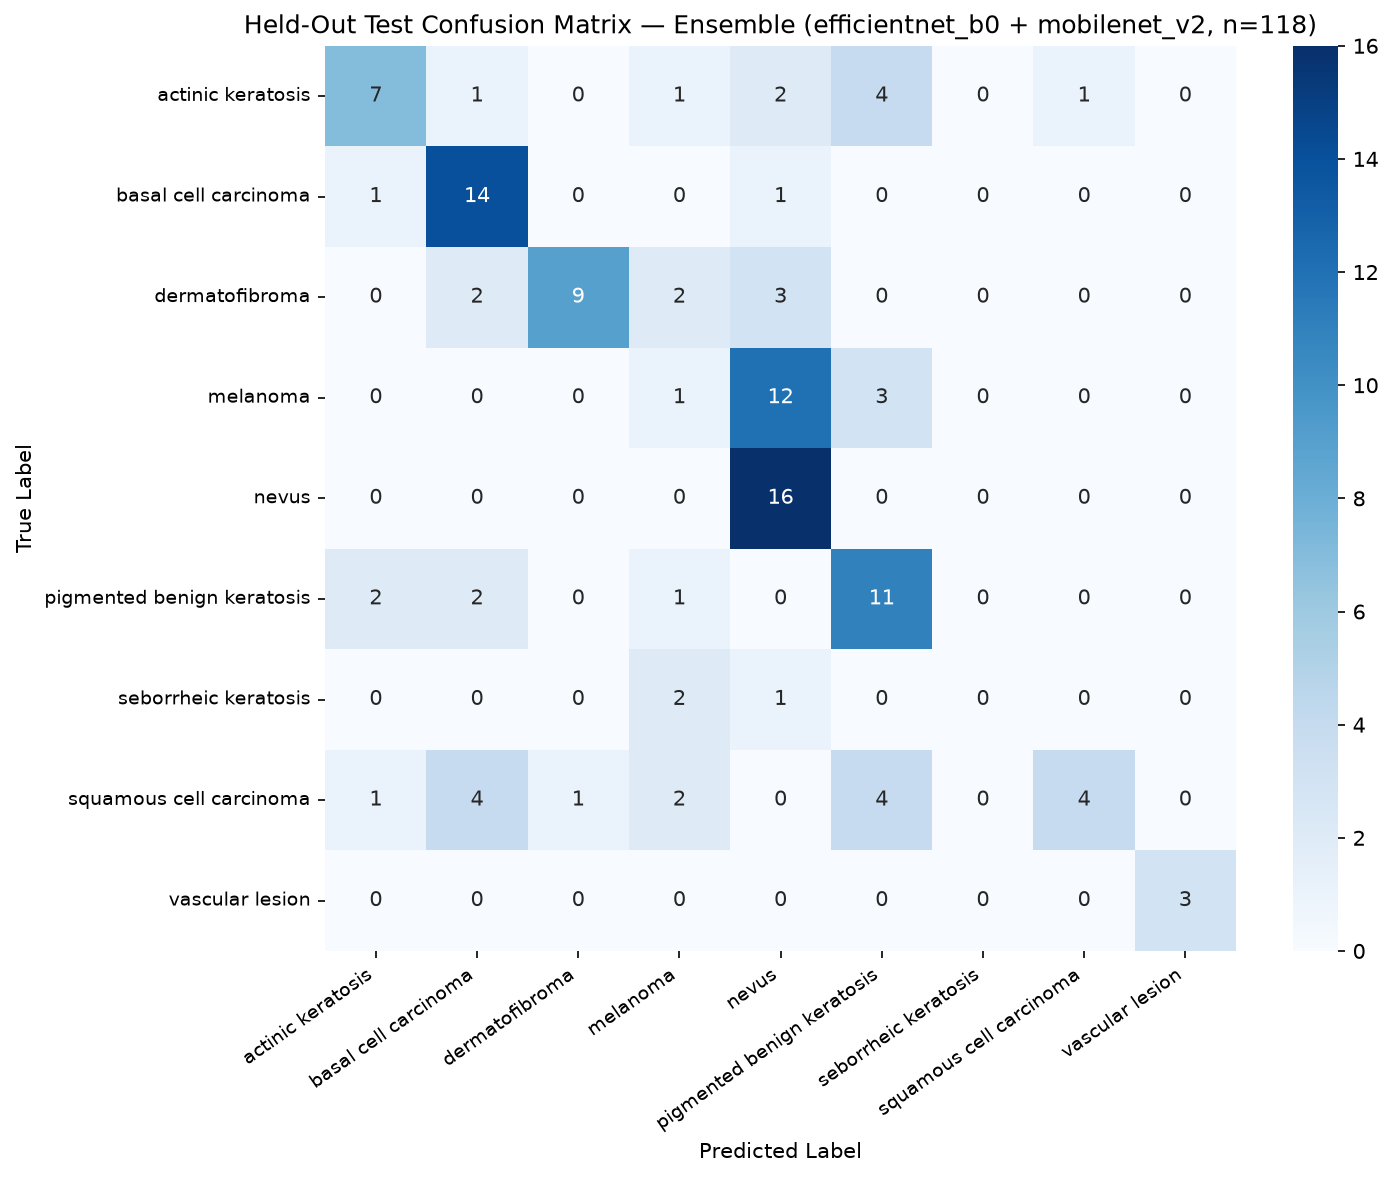 Held-Out Test Confusion Matrix — Ensemble (efficientnet_b0 + mobilenet_v2, n=118)
True Label
actinic keratosis 7 1 0 1 2 4 0 1 0
basal cell carcinoma 1 14 0 0 1 0 0 0 0
dermatofibroma 0 2 9 2 3 0 0 0 0
melanoma 0 0 0 1 12 3 0 0 0
nevus 0 0 0 0 16 0 0 0 0
pigmented benign keratosis 2 2 0 1 0 11 0 0 0
seborrheic keratosis 0 0 0 2 1 0 0 0 0
squamous cell carcinoma 1 4 1 2 0 4 0 4 0
vascular lesion 0 0 0 0 0 0 0 0 3
actinic keratosis
basal cell carcinoma
dermatofibroma
melanoma
nevus
pigmented benign keratosis
seborrheic keratosis
squamous cell carcinoma
vascular lesion
Predicted Label
16
14
12
10
8
6
4
2
0